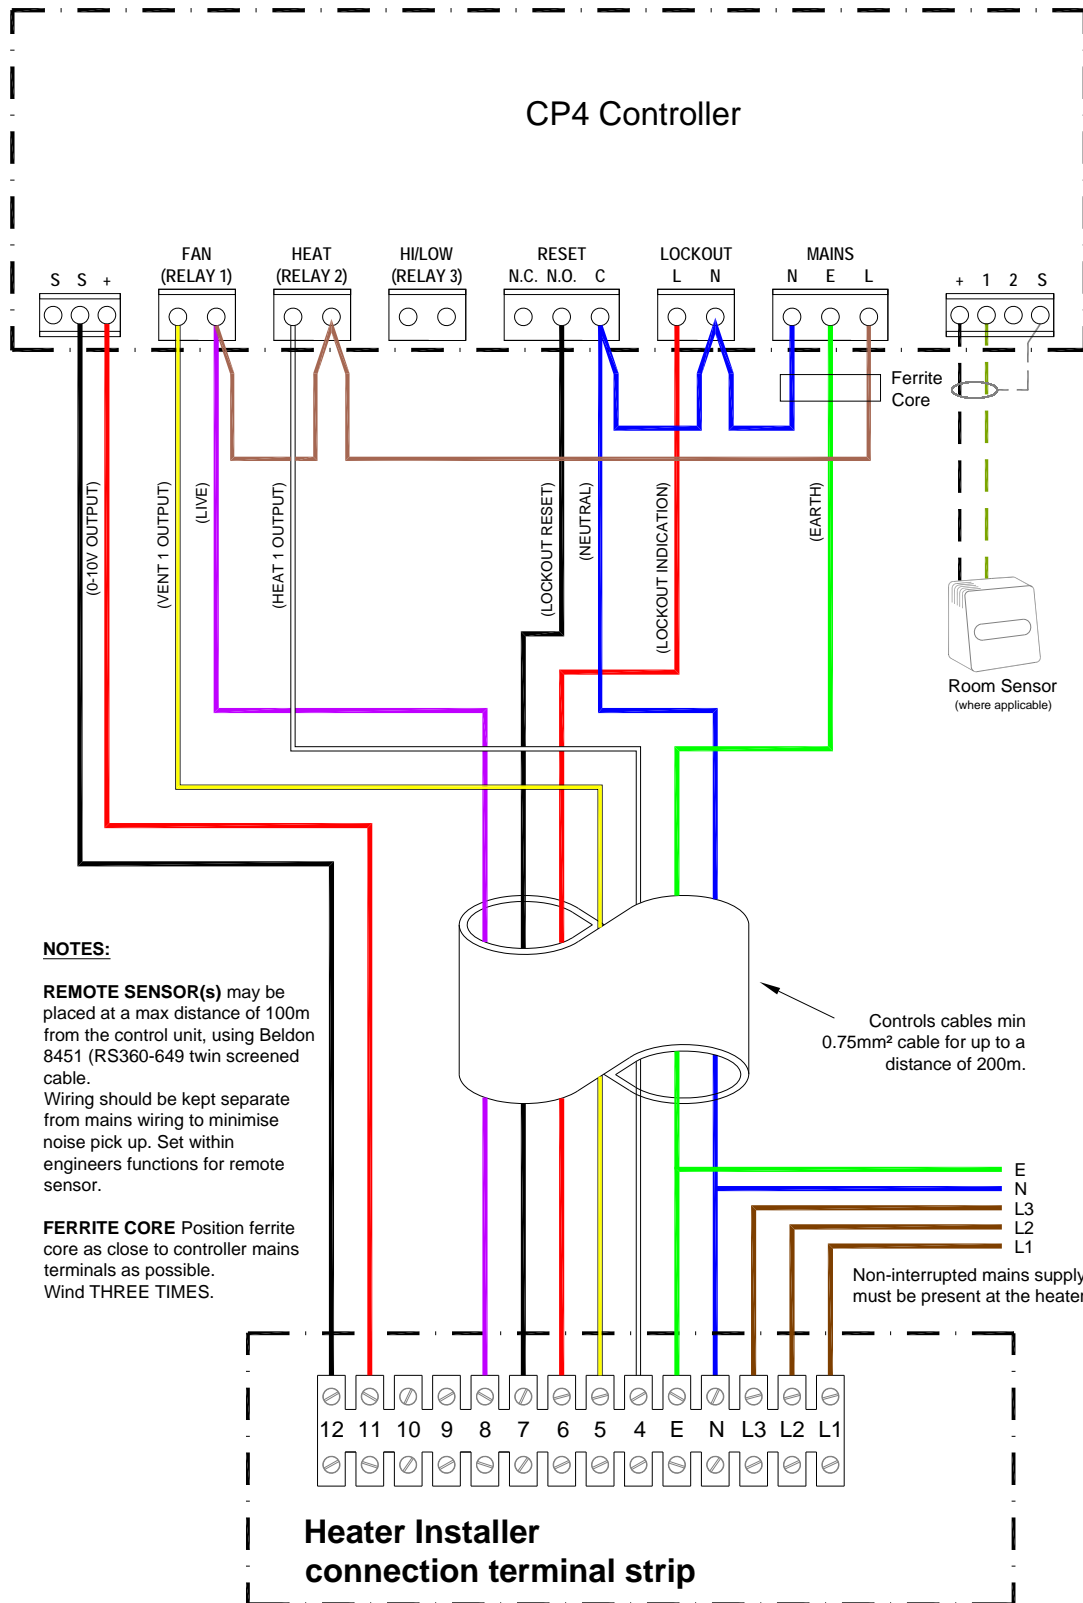 CP4 Controller
FAN
(RELAY 1)
HEAT
(RELAY 2)
HI/LOW
(RELAY 3)
RESET
N.C. N.O. C
LOCKOUT
L N
MAINS
N E L
S S +
+ 1 2 S
Ferrite
Core
(0-10V OUTPUT)
(VENT 1 OUTPUT)
(LIVE)
(HEAT 1 OUTPUT)
(LOCKOUT RESET)
(NEUTRAL)
(LOCKOUT INDICATION)
(EARTH)
Room Sensor
(where applicable)
NOTES:
REMOTE SENSOR(s) may be
placed at a max distance of 100m
from the control unit, using Beldon
8451 (RS360-649 twin screened
cable.
Wiring should be kept separate
from mains wiring to minimise
noise pick up. Set within
engineers functions for remote
sensor.
FERRITE CORE Position ferrite
core as close to controller mains
terminals as possible.
Wind THREE TIMES.
Controls cables min
0.75mm² cable for up to a
distance of 200m.
E
N
L3
L2
L1
Non-interrupted mains supply
must be present at the heater
12 11 10 9 8 7 6 5 4 E N L3 L2 L1
Heater Installer
connection terminal strip